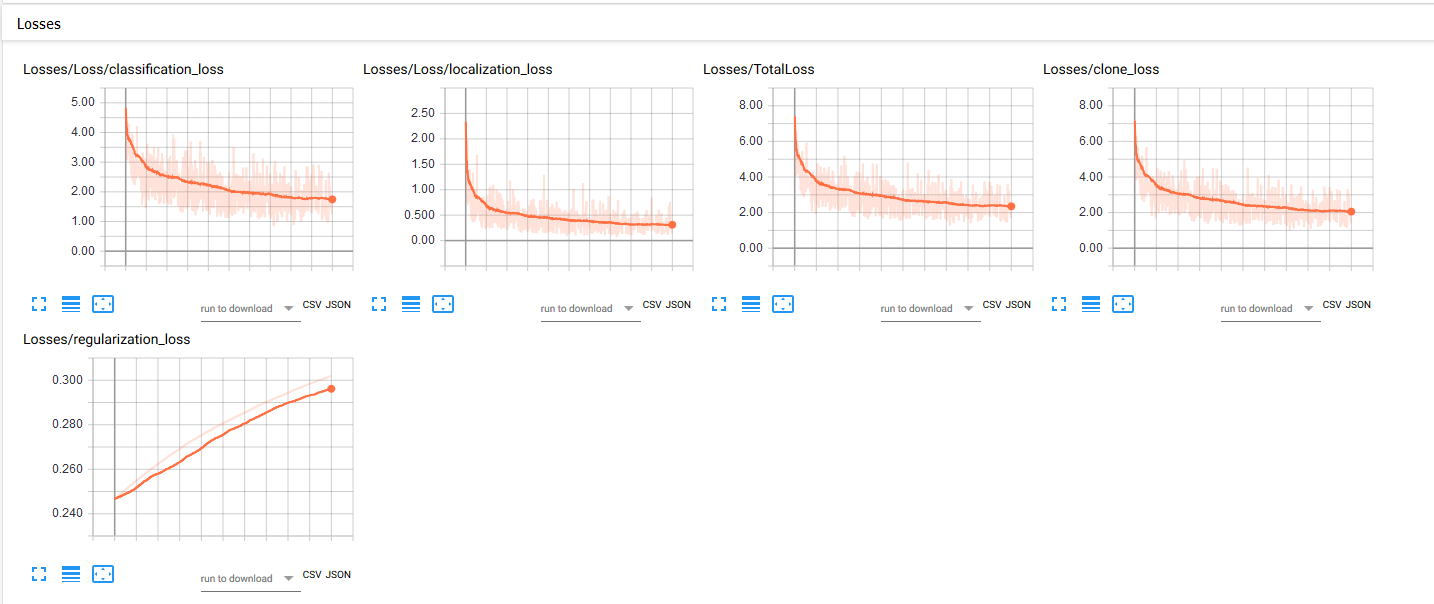 Losses
Losses/Loss/classification_loss
5.00
4.00
3.00
2.00
1.00
0.00
run to download CSV JSON
Losses/Loss/localization_loss
2.50
2.00
1.50
1.00
0.500
0.00
run to download CSV JSON
Losses/TotalLoss
8.00
6.00
4.00
2.00
0.00
run to download CSV JSON
Losses/clone_loss
8.00
6.00
4.00
2.00
0.00
run to download CSV JSON
Losses/regularization_loss
0.300
0.280
0.260
0.240
run to download CSV JSON